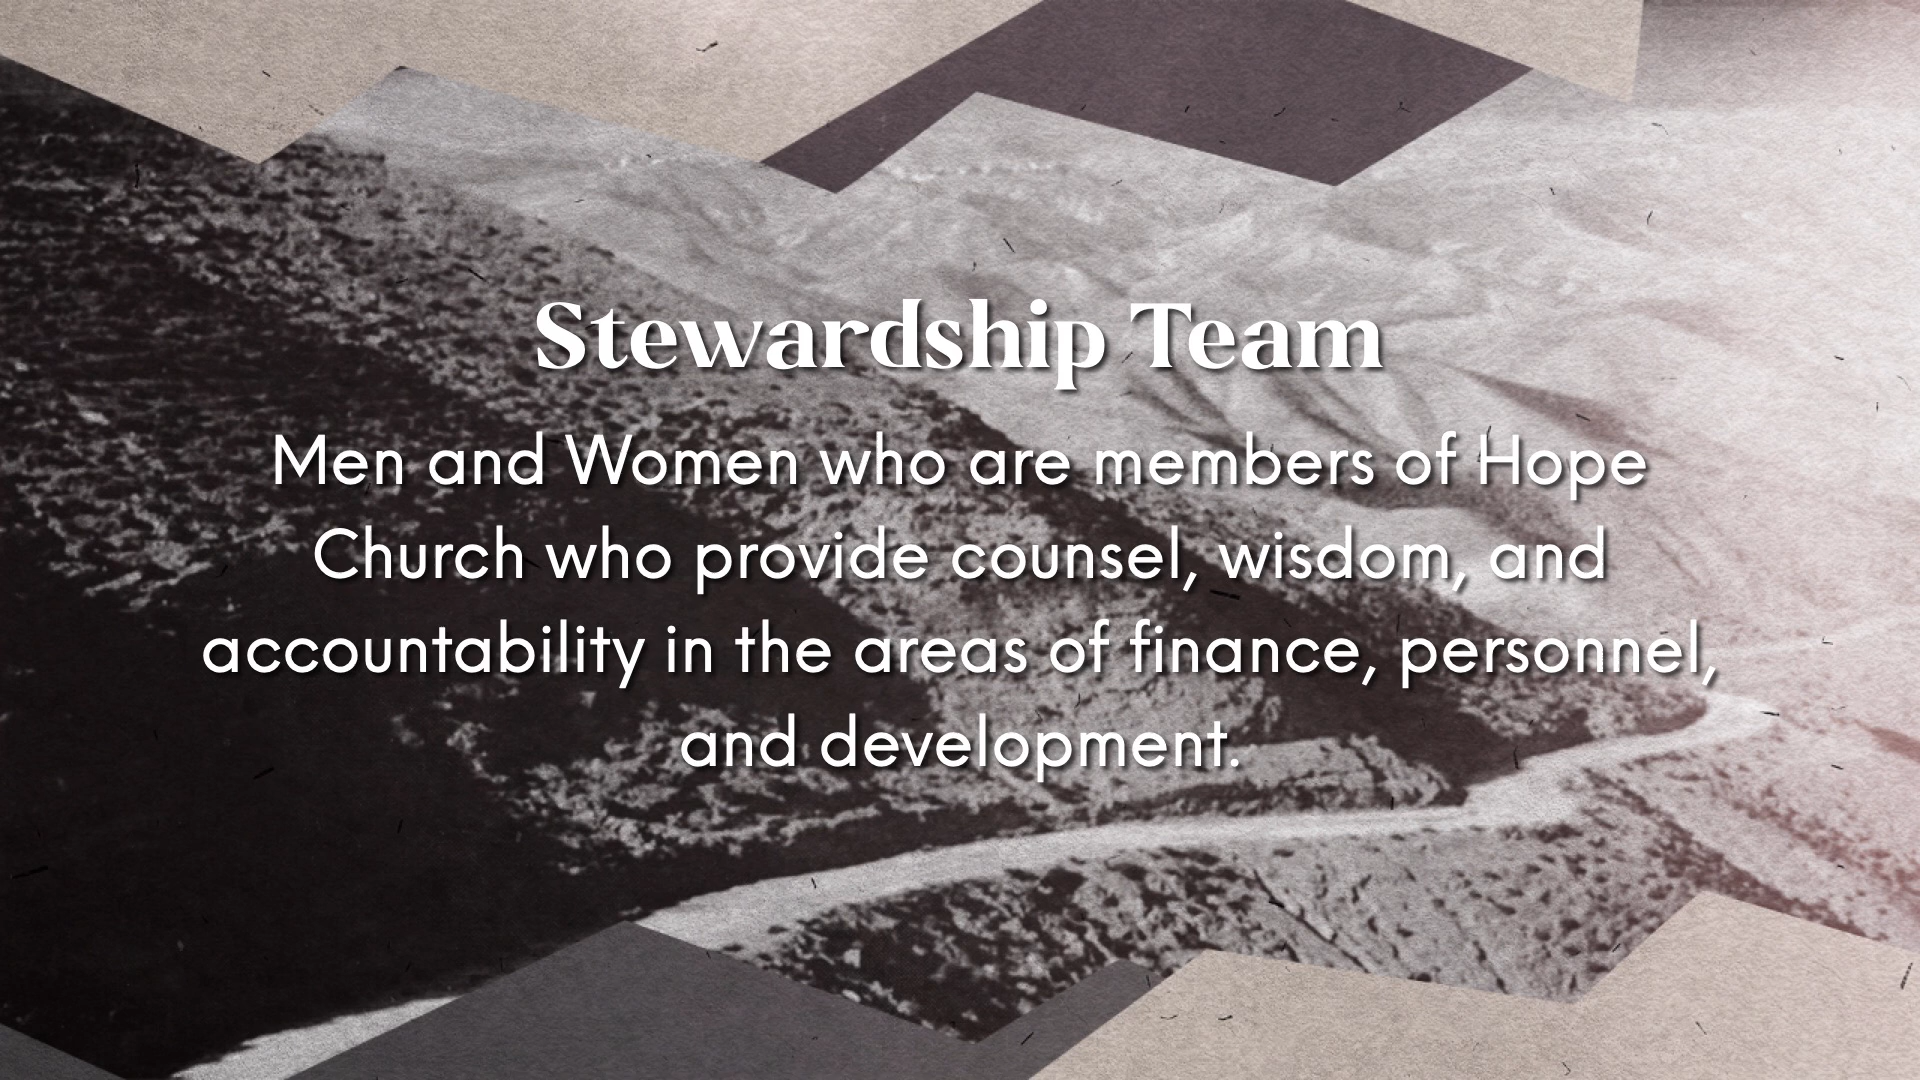 Stewardship Team
Men and Women who are members of Hope
Church who provide counsel, wisdom, and
accountability in the areas of finance, personnel,
and development.